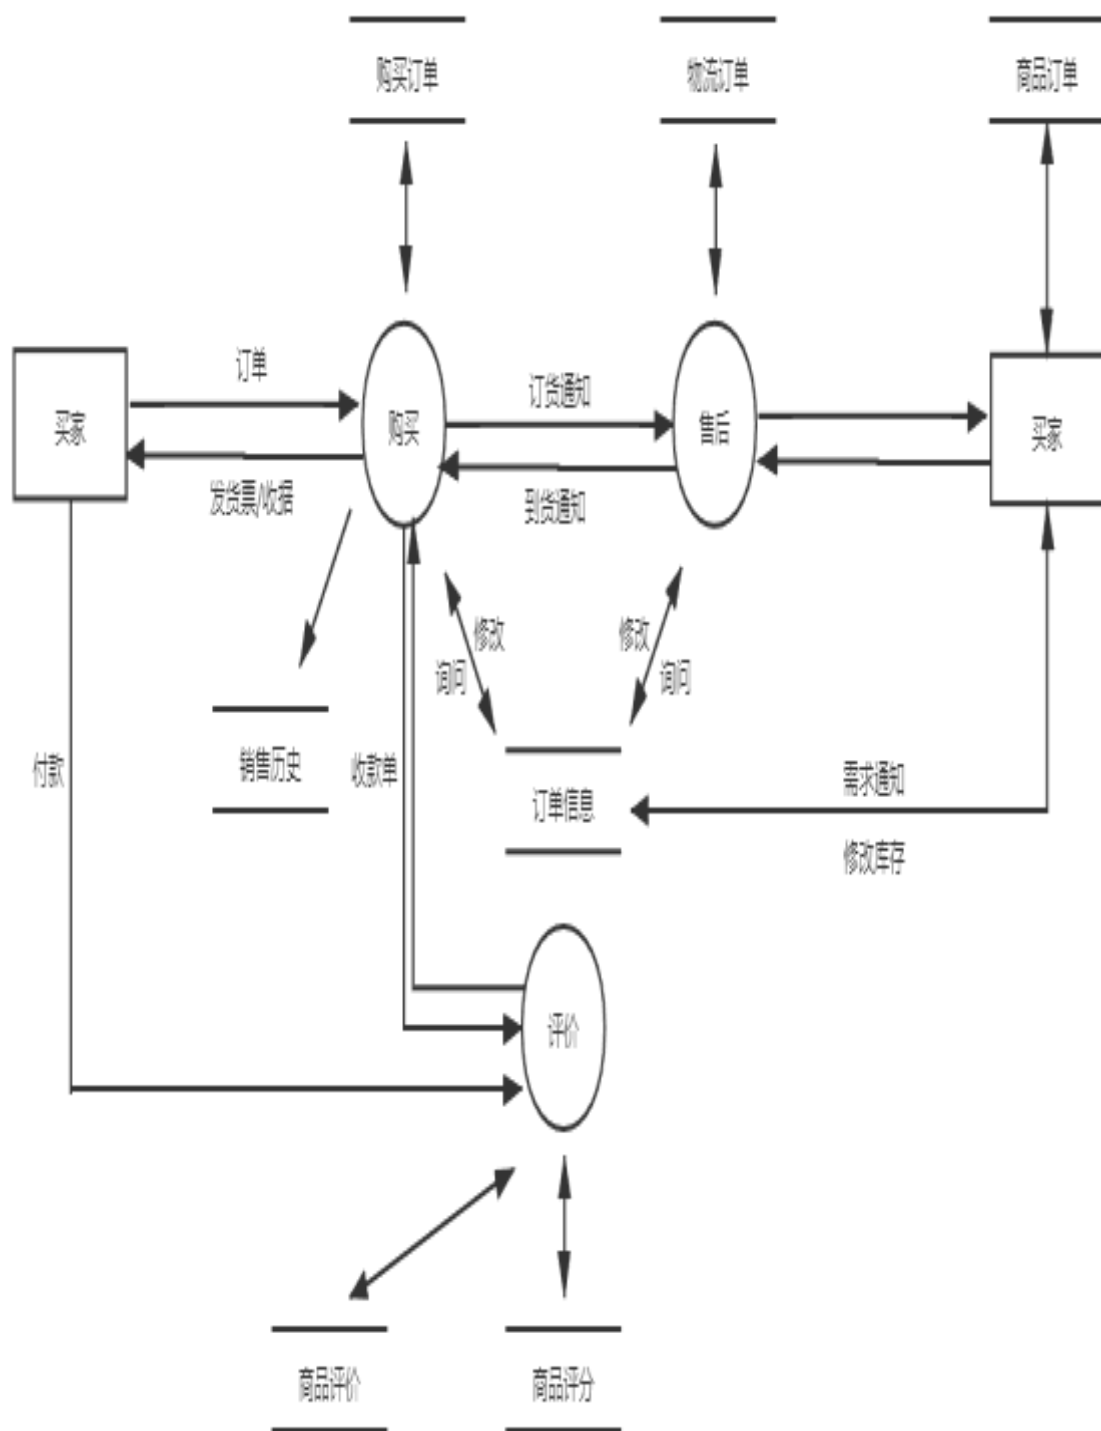 购买订单
物流订单
商品订单
订单
订货通知
买家
购买
售后
买家
发货票/收据
到货通知
修改
修改
询问
询问
付款
销售历史
收款单
订单信息
需求通知
修改库存
评价
商品评价
商品评分